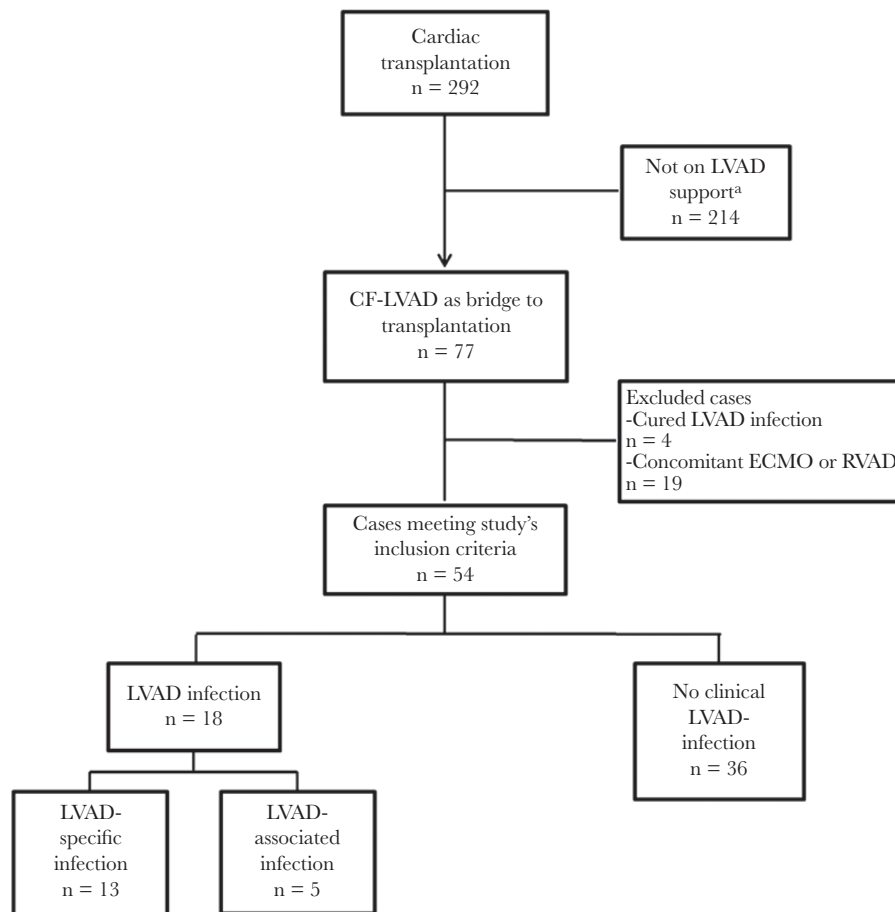 Cardiac
transplantation
n = 292
Not on LVAD
supportᵃ
n = 214
CF-LVAD as bridge to
transplantation
n = 77
Excluded cases
-Cured LVAD infection
n = 4
-Concomitant ECMO or RVAD
n = 19
Cases meeting study’s
inclusion criteria
n = 54
LVAD infection
n = 18
No clinical
LVAD-
infection
n = 36
LVAD-
specific
infection
n = 13
LVAD-
associated
infection
n = 5